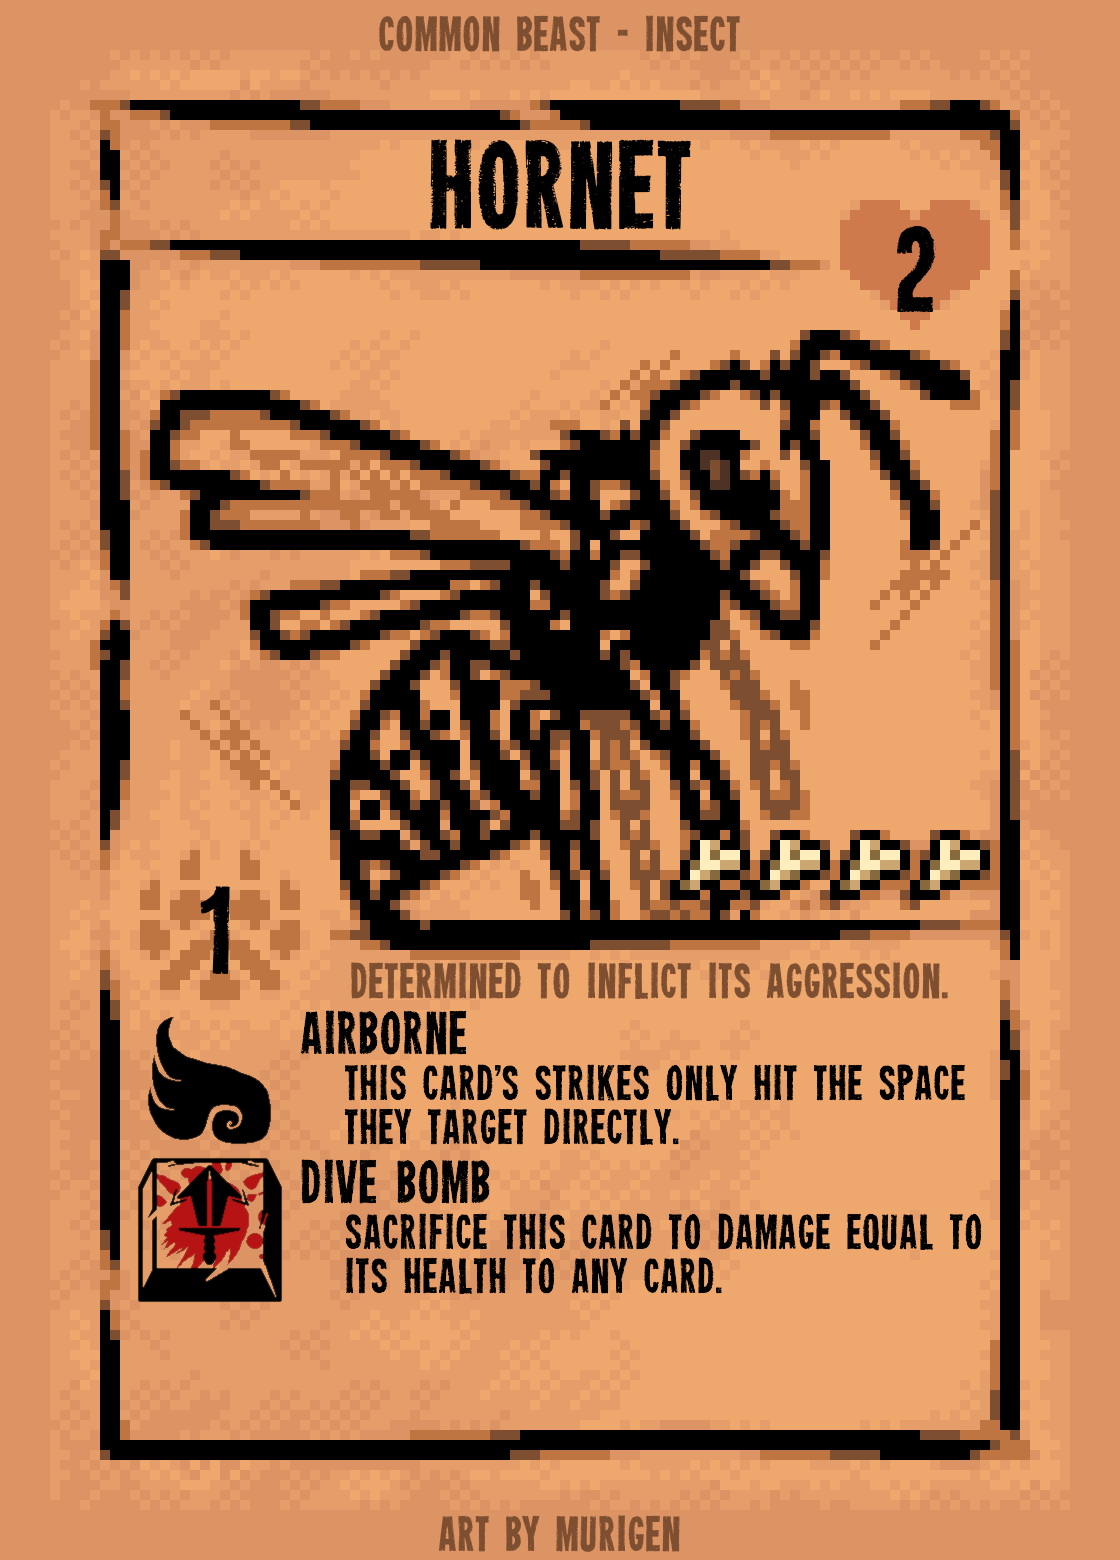 COMMON BEAST - INSECT
HORNET
2
1
DETERMINED TO INFLICT ITS AGGRESSION.
AIRBORNE
THIS CARD'S STRIKES ONLY HIT THE SPACE
THEY TARGET DIRECTLY.
DIVE BOMB
SACRIFICE THIS CARD TO DAMAGE EQUAL TO
ITS HEALTH TO ANY CARD.
ART BY MURIGEN